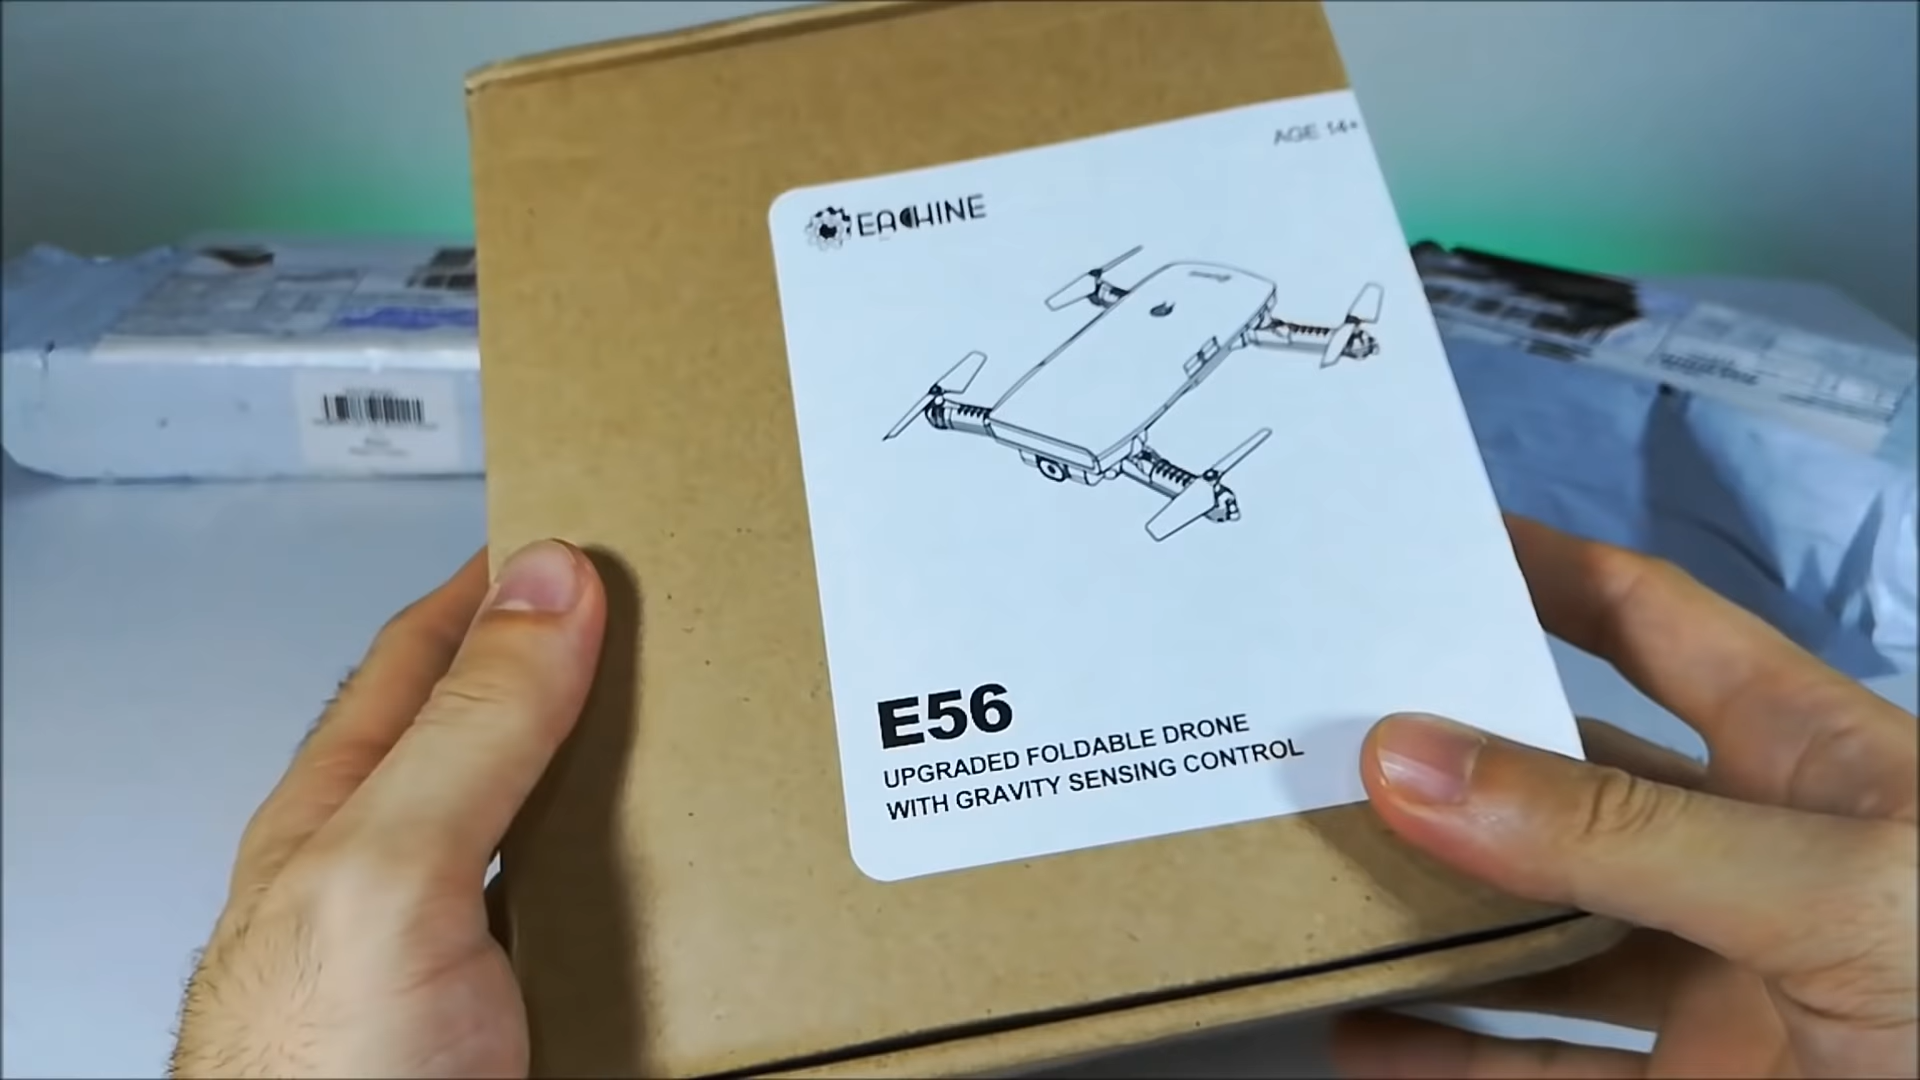 AGE 14+
EACHINE
E56
UPGRADED FOLDABLE DRONE
WITH GRAVITY SENSING CONTROL